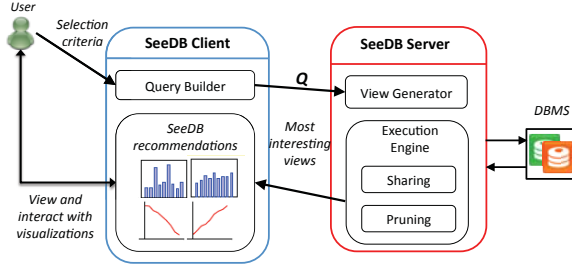 User
Selection
criteria
SeeDB Client
SeeDB Server
Query Builder
Q
View Generator
DBMS
SeeDB
recommendations
Most
interesting
views
Execution
Engine
Sharing
Pruning
View and
interact with
visualizations